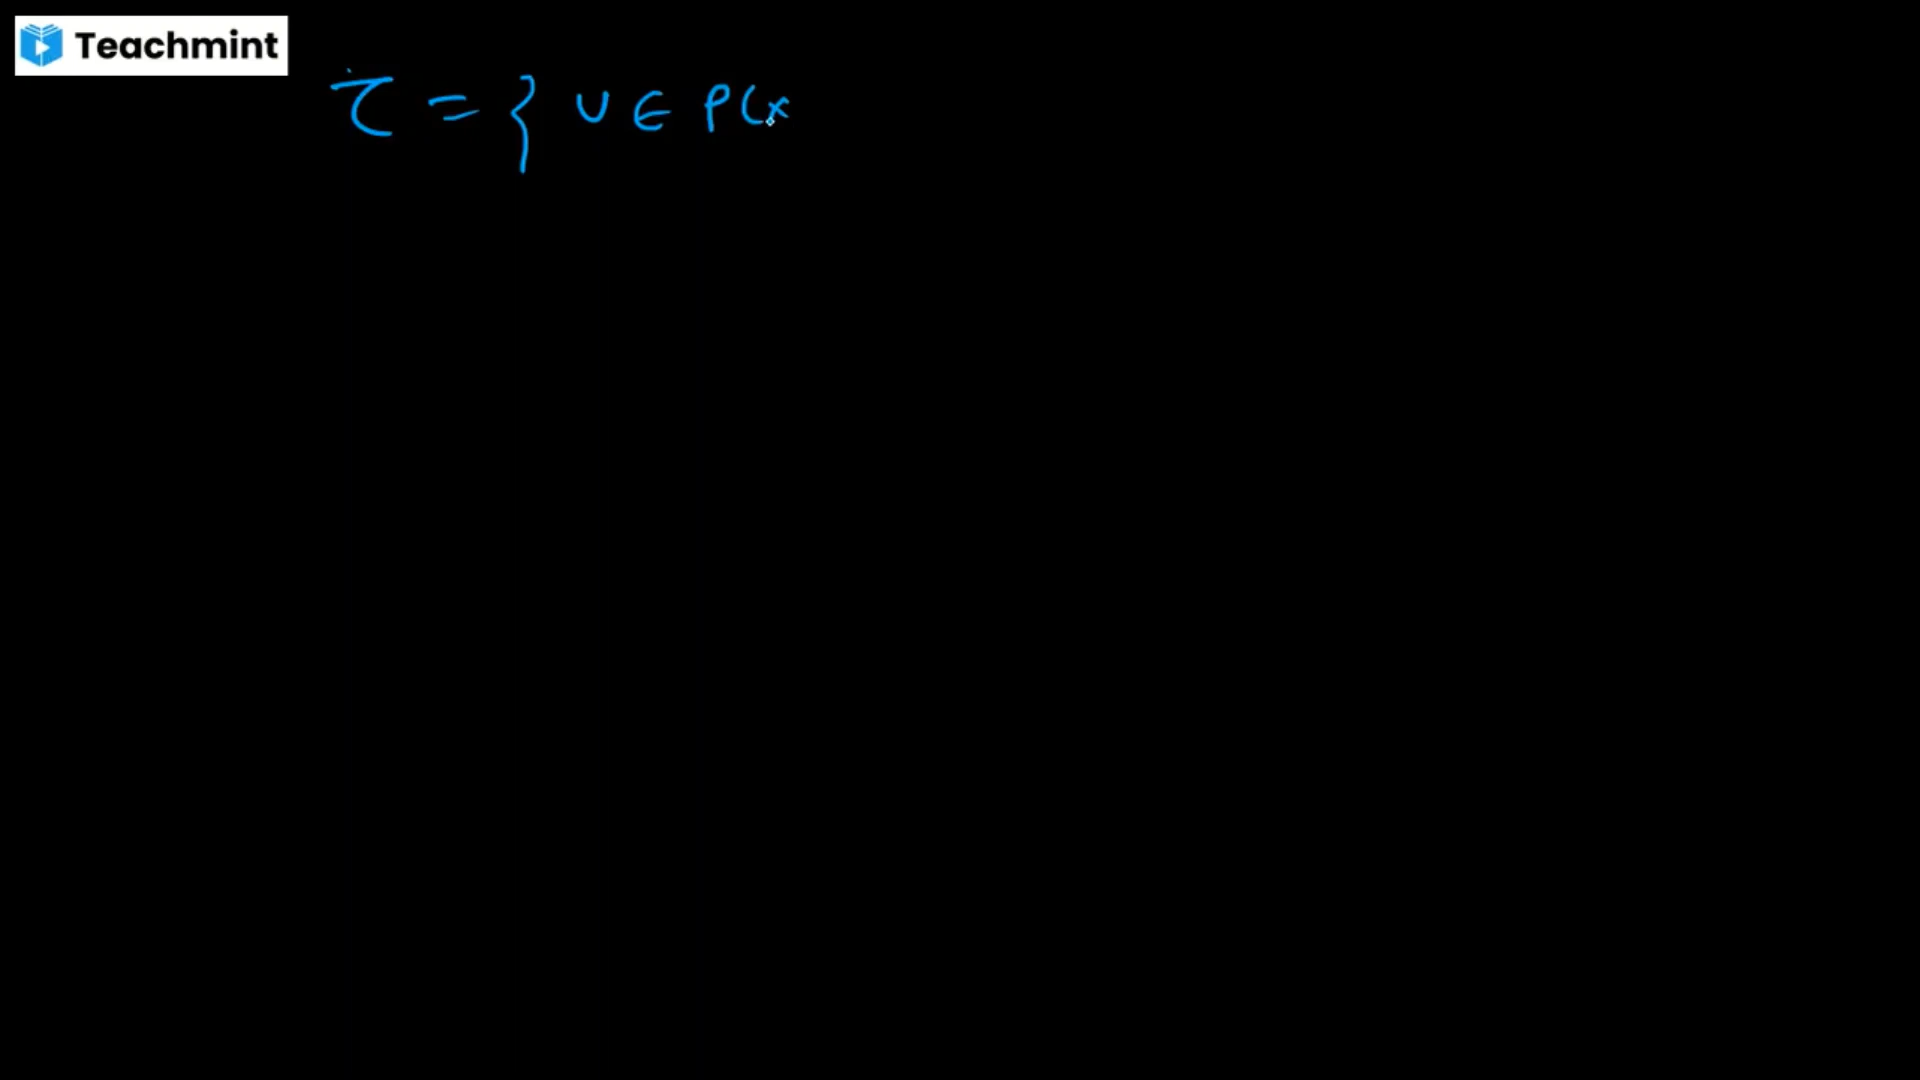 Teachmint
τ = { U ∈ P(x